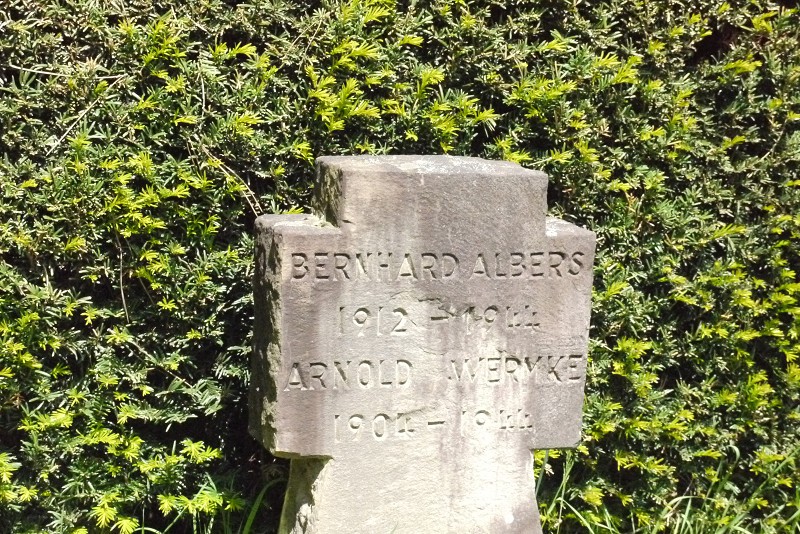 BERNHARD ALBERS
1912 - 1944
ARNOLD WERMKE
1904 - 1944